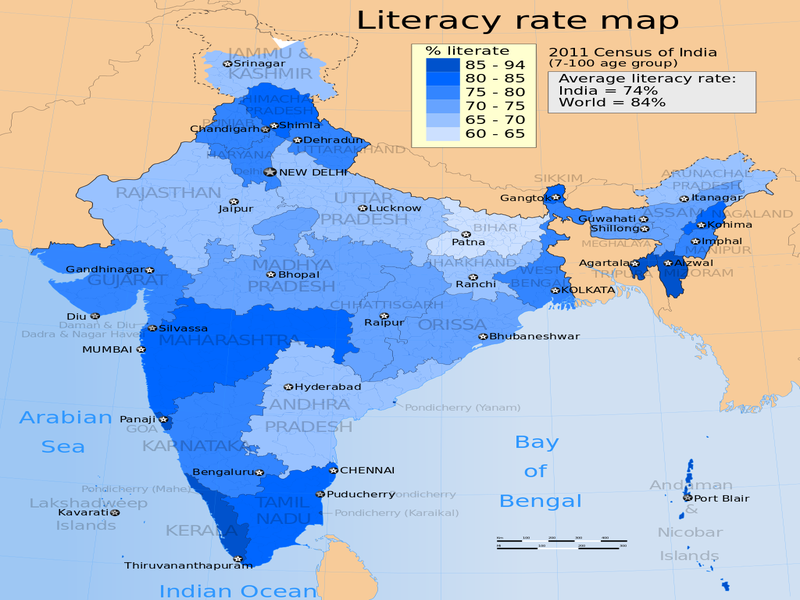 Literacy rate map
% literate
85 - 94
80 - 85
75 - 80
70 - 75
65 - 70
60 - 65
2011 Census of India
(7-100 age group)
Average literacy rate:
India = 74%
World = 84%
JAMMU &
KASHMIR
Srinagar
HIMACHAL
PRADESH
PUNJAB
Shimla
Chandigarh
Dehradun
UTTARAKHAND
HARYANA
Delhi
NEW DELHI
RAJASTHAN
Jaipur
UTTAR
PRADESH
Lucknow
SIKKIM
Gangtok
ARUNACHAL
PRADESH
Itanagar
ASSAM
NAGALAND
Guwahati
Shillong
Kohima
MEGHALAYA
Imphal
MANIPUR
BIHAR
Patna
Agartala
Aizwal
TRIPURA
MIZORAM
Gandhinagar
GUJARAT
MADHYA
PRADESH
Bhopal
JHARKHAND
Ranchi
WEST
BENGAL
KOLKATA
CHHATTISGARH
Raipur
ORISSA
Bhubaneshwar
Diu
Daman & Diu
Dadra & Nagar Haveli
Silvassa
MUMBAI
MAHARASHTRA
Hyderabad
ANDHRA
PRADESH
Pondicherry (Yanam)
Arabian
Sea
Panaji
GOA
KARNATAKA
Bay
of
Bengal
Bengaluru
CHENNAI
Pondicherry (Mahe)
Puducherry
Pondicherry
Pondicherry (Karaikal)
TAMIL
NADU
Lakshadweep
Islands
Kavarati
KERALA
Thiruvananthapuram
Andaman
&
Nicobar
Islands
Port Blair
Indian Ocean